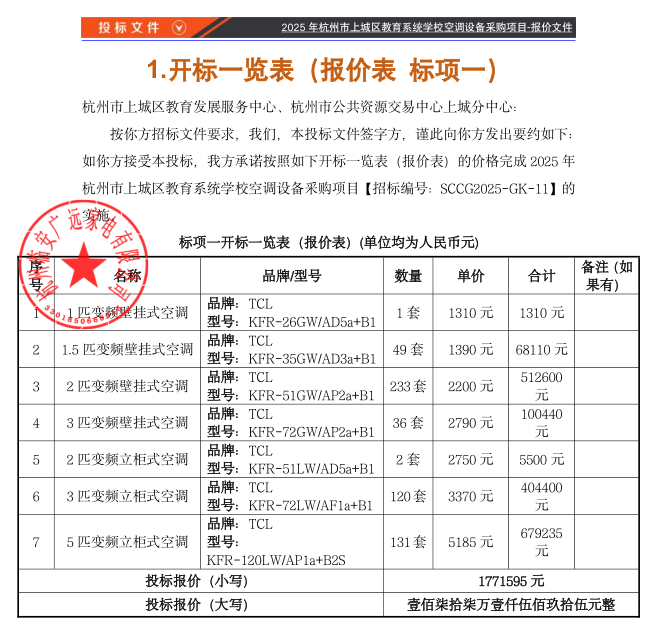 投标文件
2025 年杭州市上城区教育系统学校空调设备采购项目-报价文件
1.开标一览表（报价表 标项一）
杭州市上城区教育发展服务中心、杭州市公共资源交易中心上城分中心：
按你方招标文件要求，我们，本投标文件签字方，谨此向你方发出要约如下：
如你方接受本投标，我方承诺按照如下开标一览表（报价表）的价格完成 2025 年
杭州市上城区教育系统学校空调设备采购项目【招标编号：SCCG2025-GK-11】的
实施。
标项一开标一览表（报价表）(单位均为人民币元)
序号 名称 品牌/型号 数量 单价 合计 备注（如果有）
1 1 匹变频壁挂式空调 品牌：TCL 型号：KFR-26GW/AD5a+B1 1 套 1310 元 1310 元
2 1.5 匹变频壁挂式空调 品牌：TCL 型号：KFR-35GW/AD3a+B1 49 套 1390 元 68110 元
3 2 匹变频壁挂式空调 品牌：TCL 型号：KFR-51GW/AP2a+B1 233 套 2200 元 512600 元
4 3 匹变频壁挂式空调 品牌：TCL 型号：KFR-72GW/AP2a+B1 36 套 2790 元 100440 元
5 2 匹变频立柜式空调 品牌：TCL 型号：KFR-51LW/AD5a+B1 2 套 2750 元 5500 元
6 3 匹变频立柜式空调 品牌：TCL 型号：KFR-72LW/AF1a+B1 120 套 3370 元 404400 元
7 5 匹变频立柜式空调 品牌：TCL 型号：KFR-120LW/AP1a+B2S 131 套 5185 元 679235 元
投标报价（小写） 1771595 元
投标报价（大写） 壹佰柒拾柒万壹仟伍佰玖拾伍元整
杭州临安广远家电有限公司